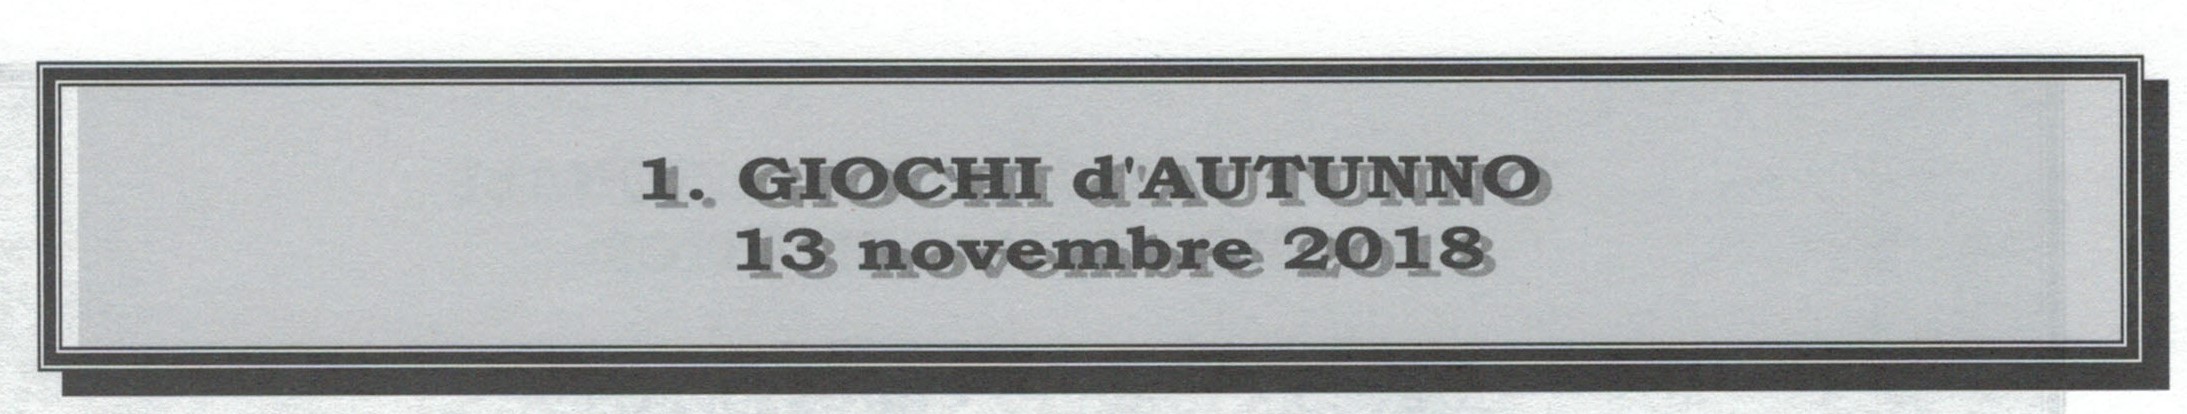 1. GIOCHI d'AUTUNNO
13 novembre 2018